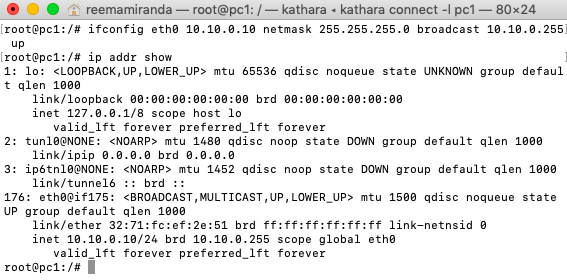 reemamiranda — root@pc1: / — kathara ◂ kathara connect -l pc1 — 80×24
[root@pc1:/# ifconfig eth0 10.10.0.10 netmask 255.255.255.0 broadcast 10.10.0.255]
 up
[root@pc1:/# ip addr show]
1: lo: <LOOPBACK,UP,LOWER_UP> mtu 65536 qdisc noqueue state UNKNOWN group defaul
t qlen 1000
    link/loopback 00:00:00:00:00:00 brd 00:00:00:00:00:00
    inet 127.0.0.1/8 scope host lo
       valid_lft forever preferred_lft forever
2: tunl0@NONE: <NOARP> mtu 1480 qdisc noop state DOWN group default qlen 1000
    link/ipip 0.0.0.0 brd 0.0.0.0
3: ip6tnl0@NONE: <NOARP> mtu 1452 qdisc noop state DOWN group default qlen 1000
    link/tunnel6 :: brd ::
176: eth0@if175: <BROADCAST,MULTICAST,UP,LOWER_UP> mtu 1500 qdisc noqueue state
UP group default qlen 1000
    link/ether 32:71:fc:ef:2e:51 brd ff:ff:ff:ff:ff:ff link-netnsid 0
    inet 10.10.0.10/24 brd 10.10.0.255 scope global eth0
       valid_lft forever preferred_lft forever
root@pc1:/#